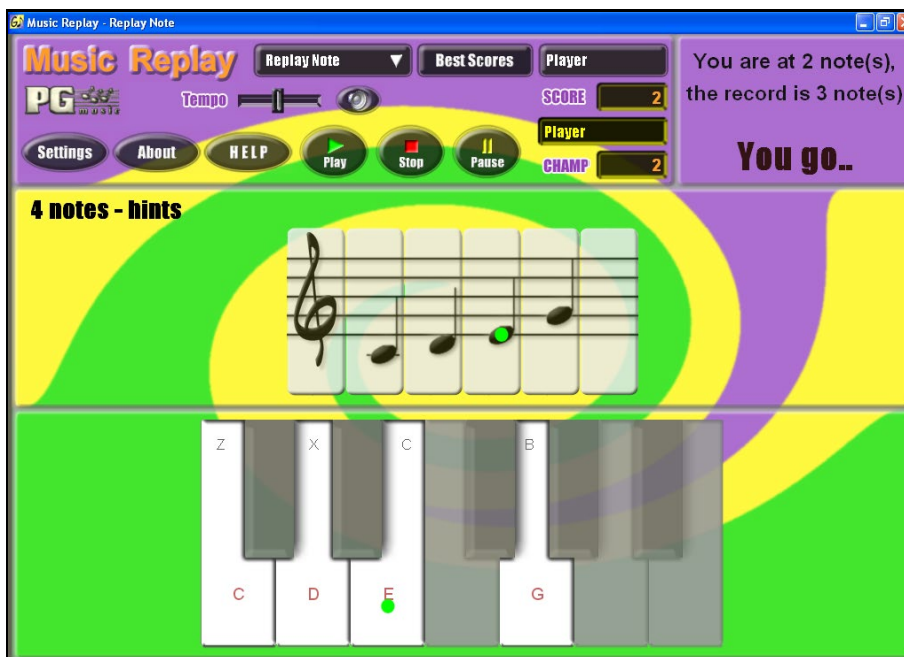 Music Replay - Replay Note
Music Replay
Replay Note
Best Scores
Player
You are at 2 note(s),
the record is 3 note(s)
PG music
Tempo
SCORE 2
Player
Settings
About
HELP
Play
Stop
Pause
CHAMP 2
You go..
4 notes - hints
Z X C B
C D E G